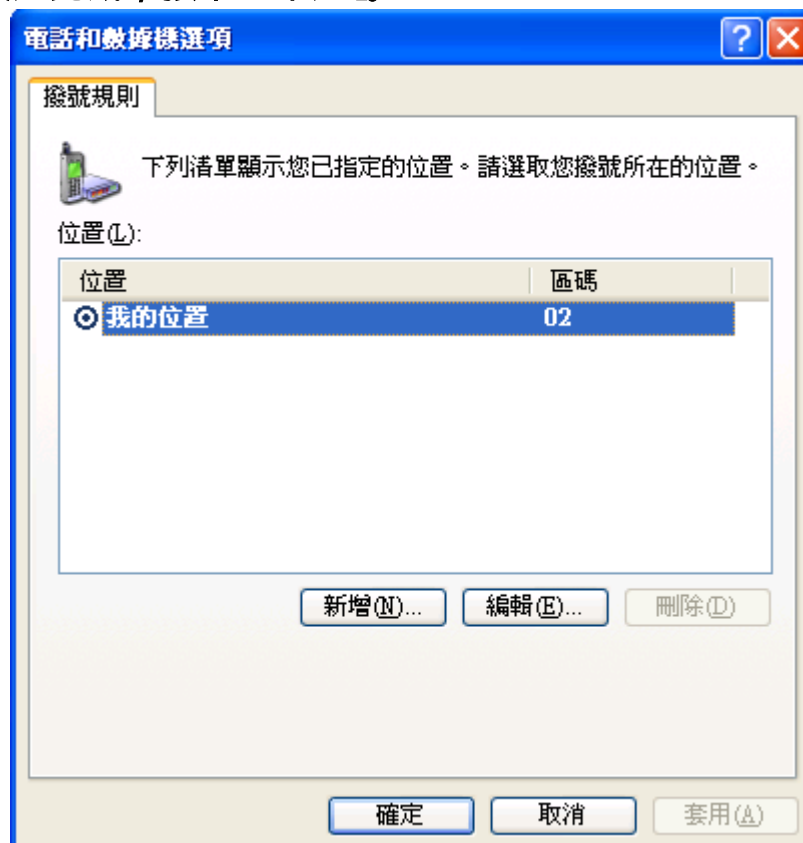 電話和數據機選項
撥號規則
下列清單顯示您已指定的位置。請選取您撥號所在的位置。
位置(L):
位置 區碼
我的位置 02
新增(N)... 編輯(E)... 刪除(D)
確定 取消 套用(A)